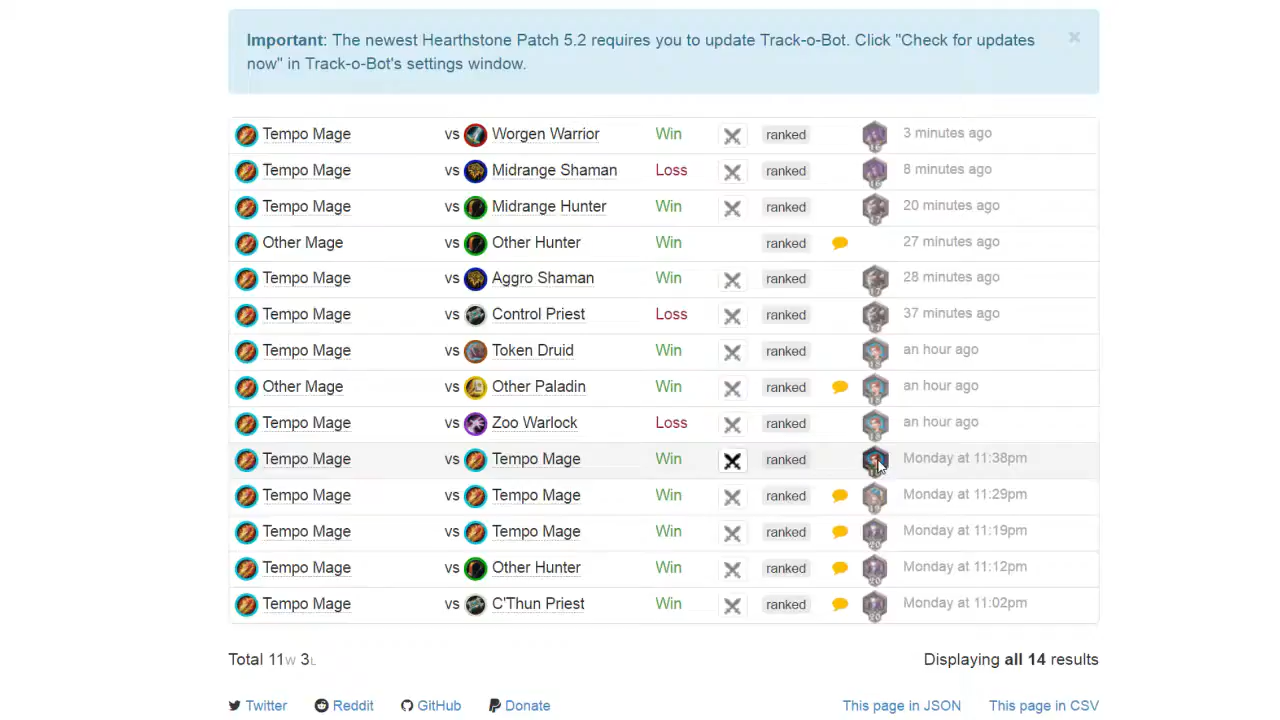 Important: The newest Hearthstone Patch 5.2 requires you to update Track-o-Bot. Click "Check for updates
now" in Track-o-Bot's settings window.
×
Tempo Mage vs Worgen Warrior Win ranked 3 minutes ago
Tempo Mage vs Midrange Shaman Loss ranked 8 minutes ago
Tempo Mage vs Midrange Hunter Win ranked 20 minutes ago
Other Mage vs Other Hunter Win ranked 27 minutes ago
Tempo Mage vs Aggro Shaman Win ranked 28 minutes ago
Tempo Mage vs Control Priest Loss ranked 37 minutes ago
Tempo Mage vs Token Druid Win ranked an hour ago
Other Mage vs Other Paladin Win ranked an hour ago
Tempo Mage vs Zoo Warlock Loss ranked an hour ago
Tempo Mage vs Tempo Mage Win ranked Monday at 11:38pm
Tempo Mage vs Tempo Mage Win ranked Monday at 11:29pm
Tempo Mage vs Tempo Mage Win ranked Monday at 11:19pm
Tempo Mage vs Other Hunter Win ranked Monday at 11:12pm
Tempo Mage vs C'Thun Priest Win ranked Monday at 11:02pm
Total 11W 3L Displaying all 14 results
Twitter Reddit GitHub Donate This page in JSON This page in CSV